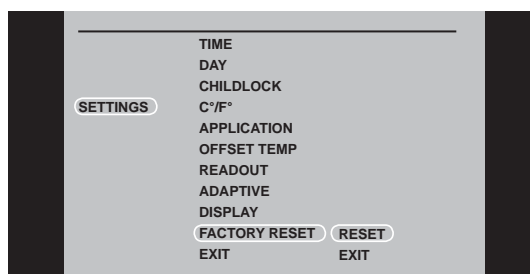 TIME
DAY
CHILDLOCK
SETTINGS C°/F°
APPLICATION
OFFSET TEMP
READOUT
ADAPTIVE
DISPLAY
FACTORY RESET RESET
EXIT EXIT